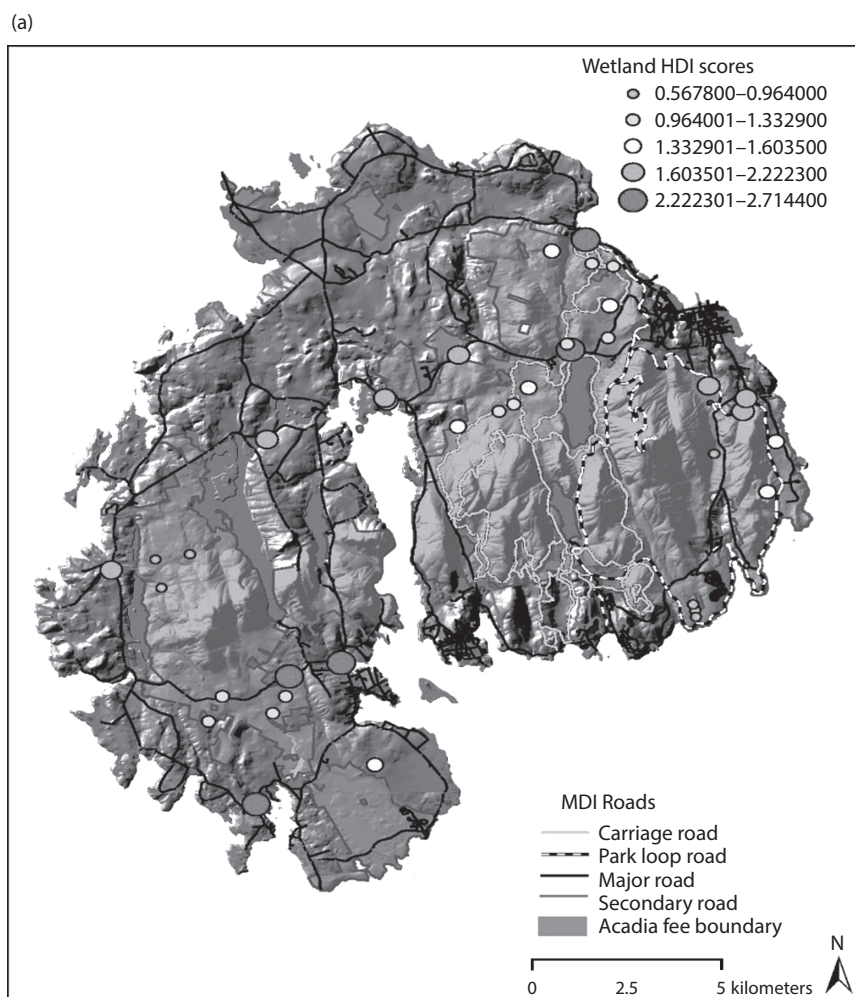 (a)
Wetland HDI scores
0.567800–0.964000
0.964001–1.332900
1.332901–1.603500
1.603501–2.222300
2.222301–2.714400
MDI Roads
Carriage road
Park loop road
Major road
Secondary road
Acadia fee boundary
N
0 2.5 5 kilometers